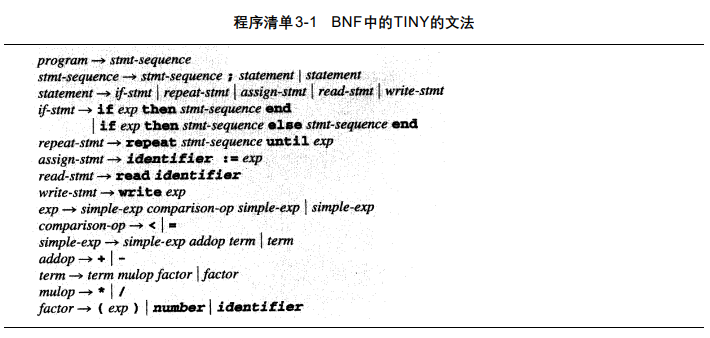 程序清单3-1 BNF中的TINY的文法
program → stmt-sequence
stmt-sequence → stmt-sequence ; statement | statement
statement → if-stmt | repeat-stmt | assign-stmt | read-stmt | write-stmt
if-stmt → if exp then stmt-sequence end
| if exp then stmt-sequence else stmt-sequence end
repeat-stmt → repeat stmt-sequence until exp
assign-stmt → identifier := exp
read-stmt → read identifier
write-stmt → write exp
exp → simple-exp comparison-op simple-exp | simple-exp
comparison-op → < | =
simple-exp → simple-exp addop term | term
addop → + | -
term → term mulop factor | factor
mulop → * | /
factor → ( exp ) | number | identifier